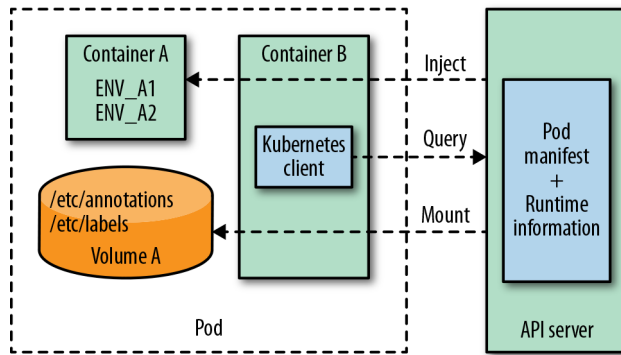 Container A
ENV_A1
ENV_A2
Container B
Kubernetes
client
/etc/annotations
/etc/labels
Volume A
Pod
Inject
Query
Mount
Pod
manifest
+
Runtime
information
API server